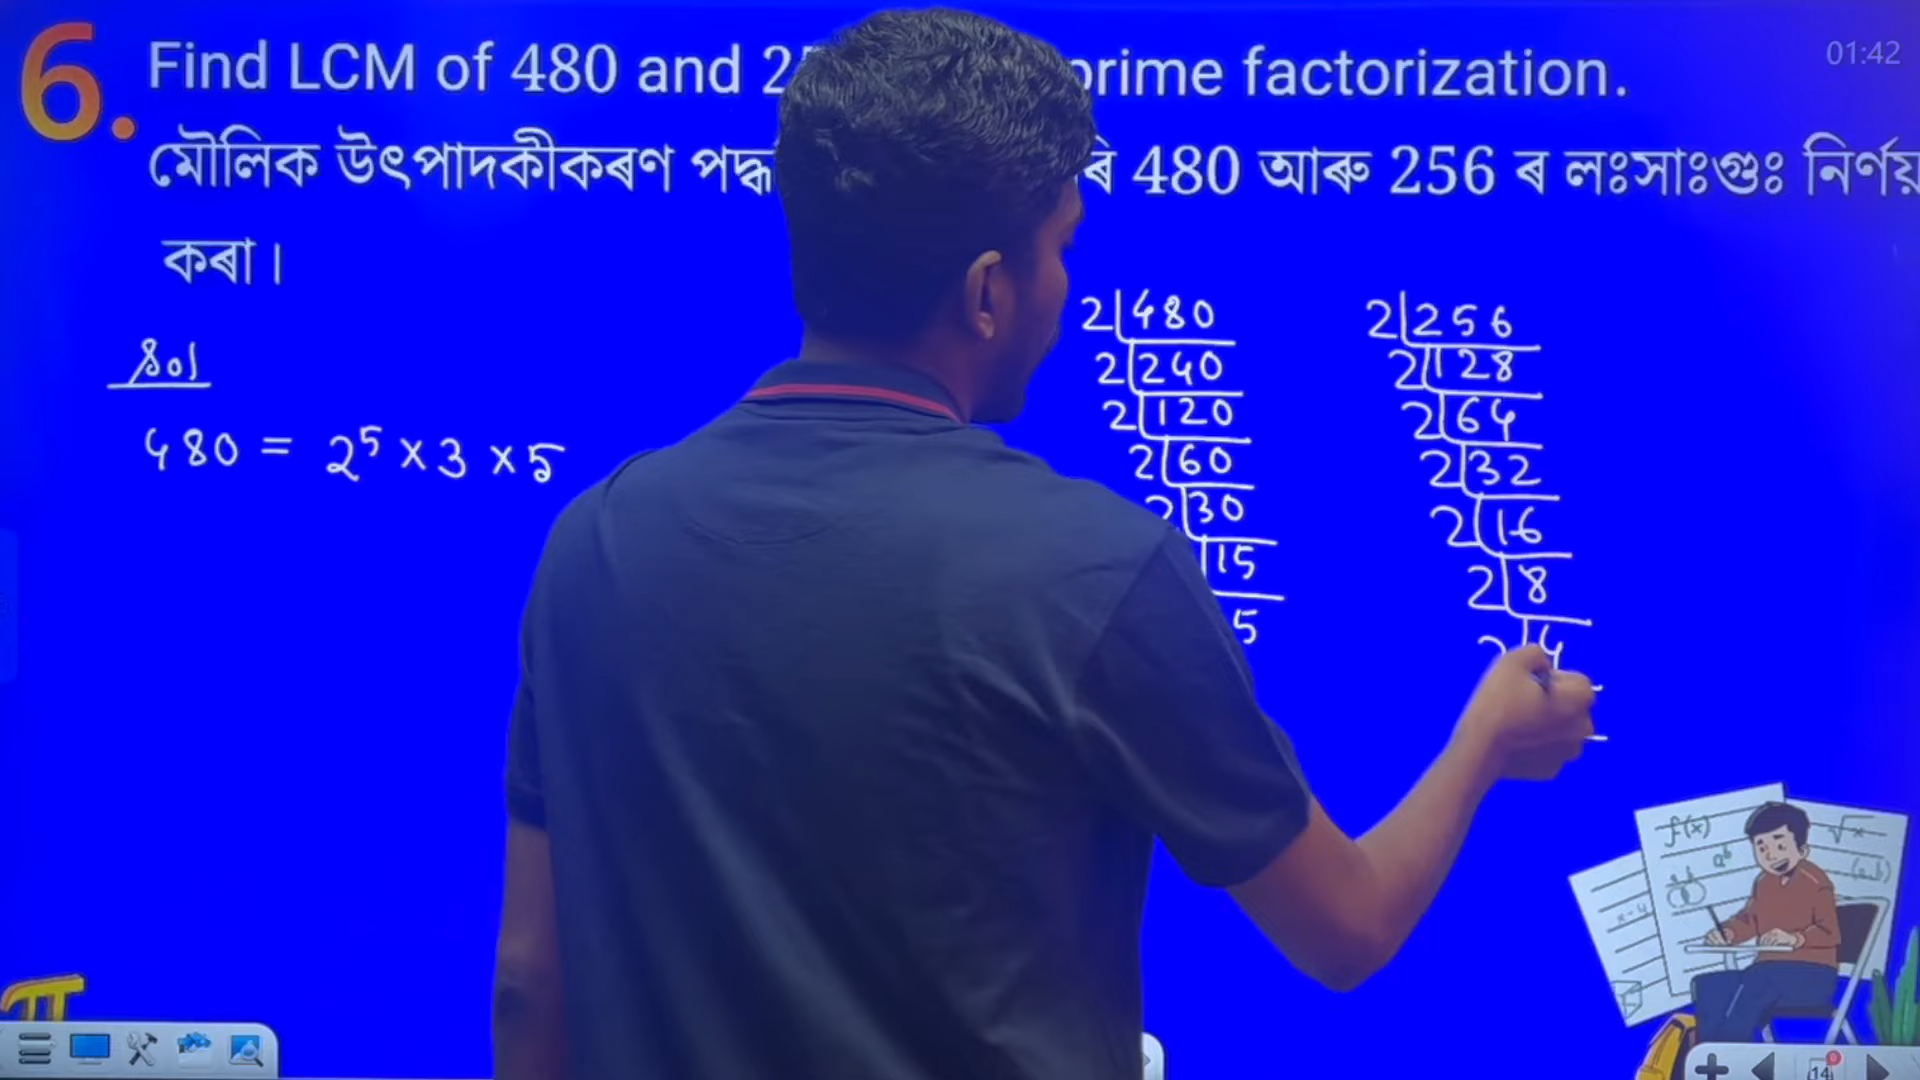 6. Find LCM of 480 and prime factorization.
01:42
মৌলিক উৎপাদকীকৰণ 480 আৰু 256 ৰ লঃসাঃগুঃ নিৰ্ণয়
কৰা।
Sol
480 = 2⁵ × 3 × 5
2 480
2 240
2 120
2 60
2 30
15
5
2 256
2 128
2 64
2 32
2 16
2 8
2 4
f(x)
√x
14